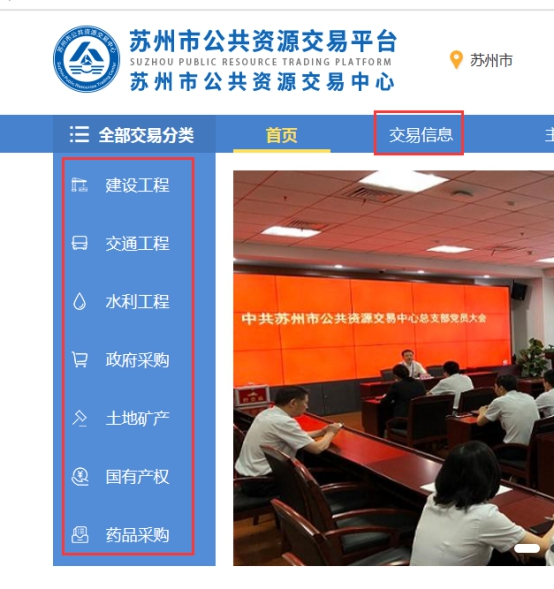 苏州市公共资源交易平台
SUZHOU PUBLIC RESOURCE TRADING PLATFORM
苏州市公共资源交易中心
苏州市
全部交易分类
首页
交易信息
建设工程
交通工程
水利工程
政府采购
土地矿产
国有产权
药品采购
中共苏州市公共资源交易中心总支部党员大会